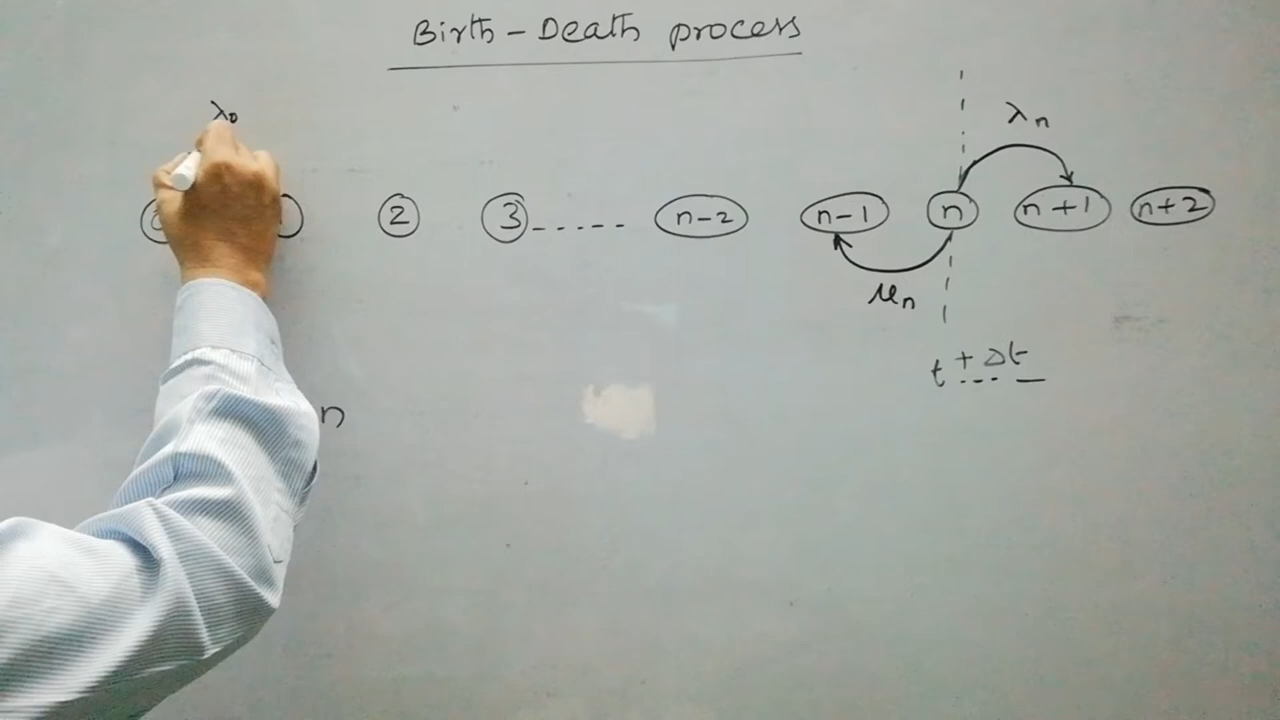 Birth - Death process
λ₀ λₙ
2 3 ----- n-2 n-1 n n+1 n+2
μₙ
t + Δt
n